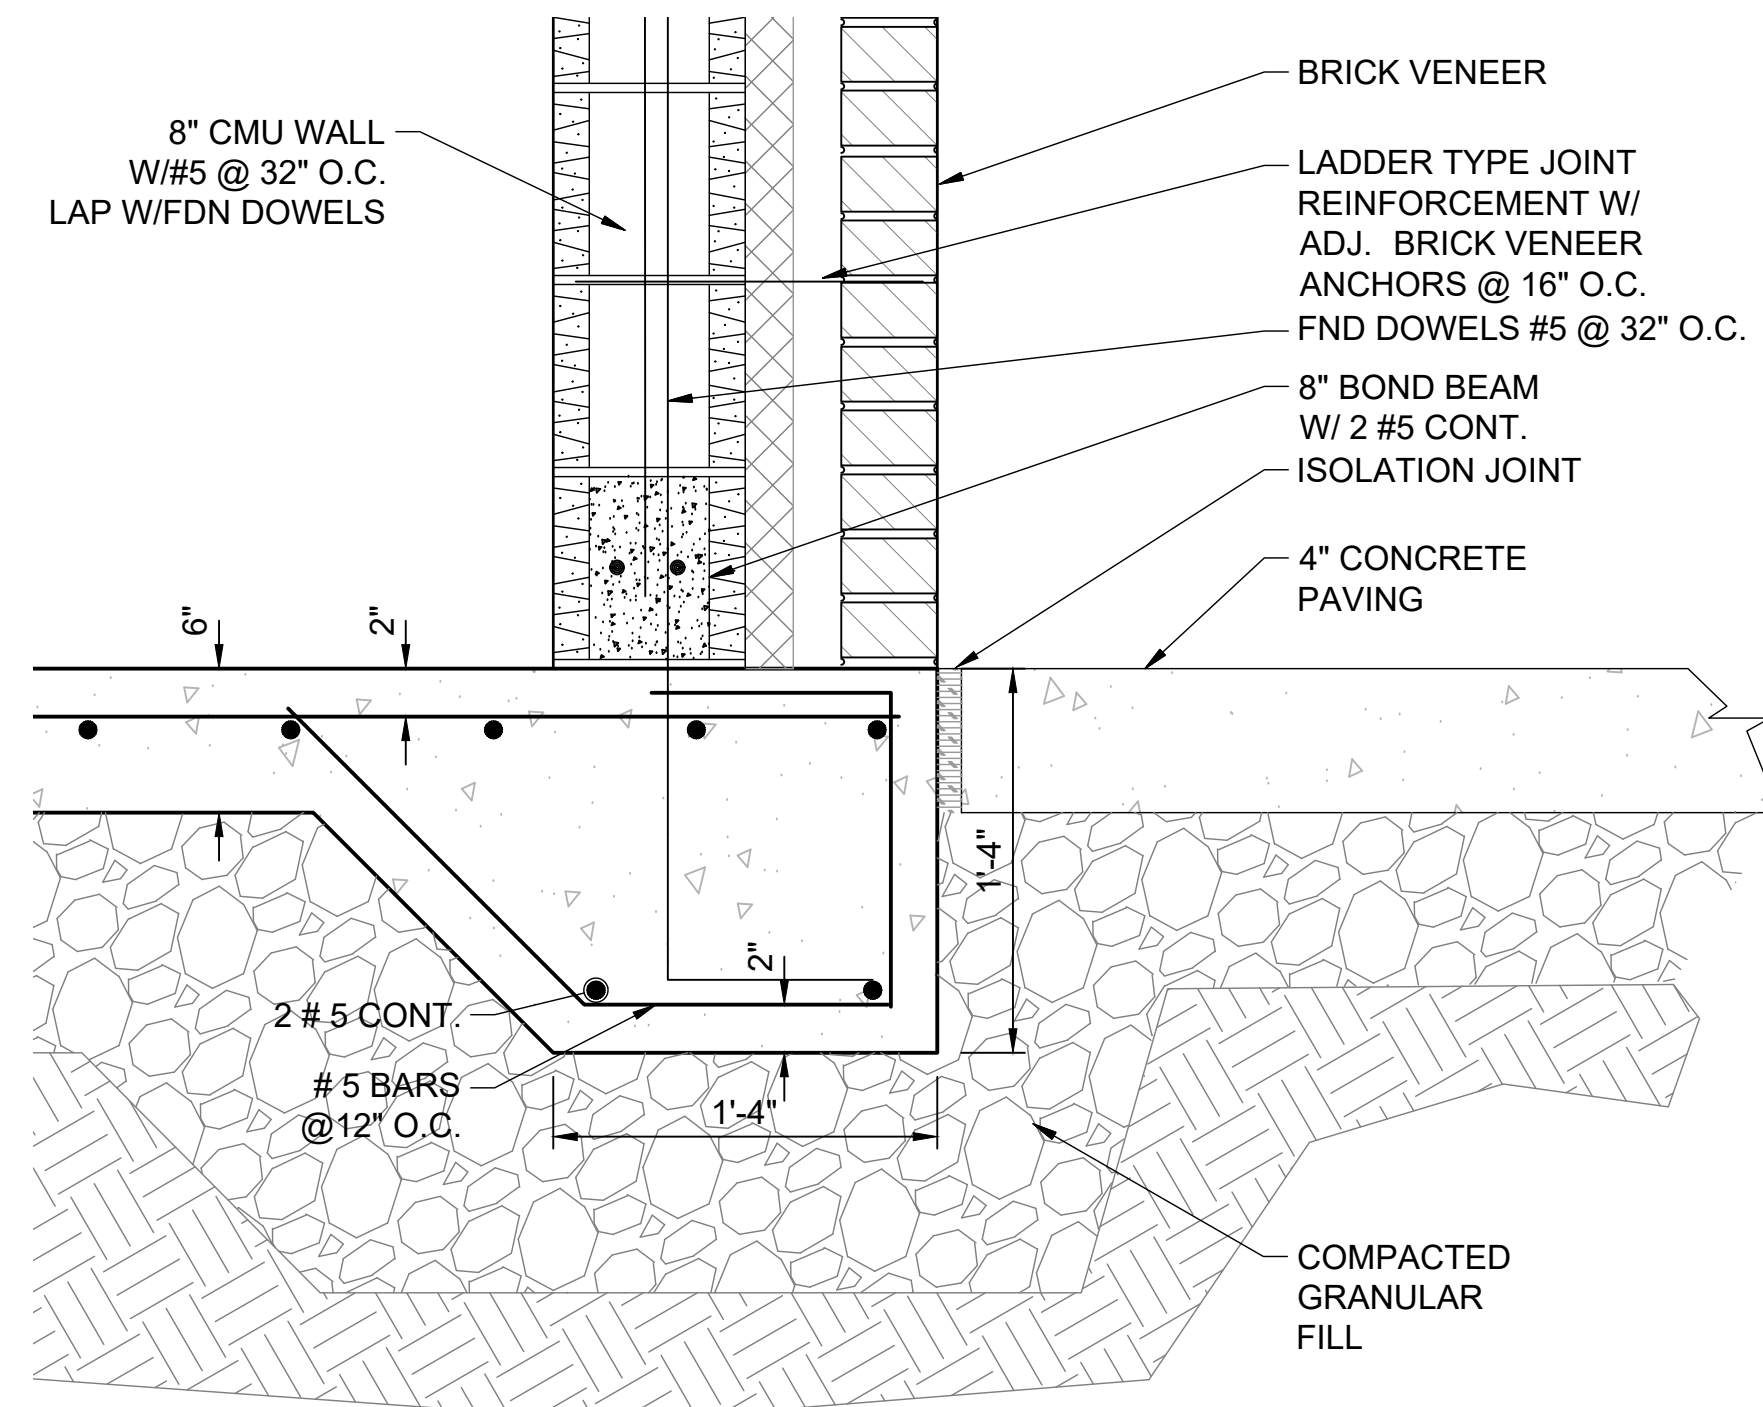 8" CMU WALL
W/#5 @ 32" O.C.
LAP W/FDN DOWELS
BRICK VENEER
LADDER TYPE JOINT
REINFORCEMENT W/
ADJ. BRICK VENEER
ANCHORS @ 16" O.C.
FND DOWELS #5 @ 32" O.C.
8" BOND BEAM
W/ 2 #5 CONT.
ISOLATION JOINT
4" CONCRETE
PAVING
6"
2"
1'-4"
2"
2 # 5 CONT.
# 5 BARS
@12" O.C.
1'-4"
COMPACTED
GRANULAR
FILL